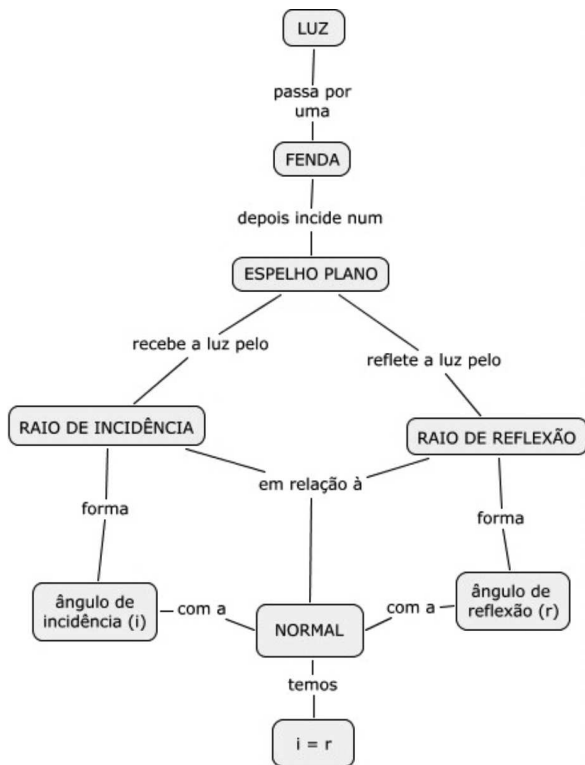 LUZ
passa por
uma
FENDA
depois incide num
ESPELHO PLANO
recebe a luz pelo
reflete a luz pelo
RAIO DE INCIDÊNCIA
RAIO DE REFLEXÃO
em relação à
forma
forma
ângulo de
incidência (i)
com a
NORMAL
com a
ângulo de
reflexão (r)
temos
i = r